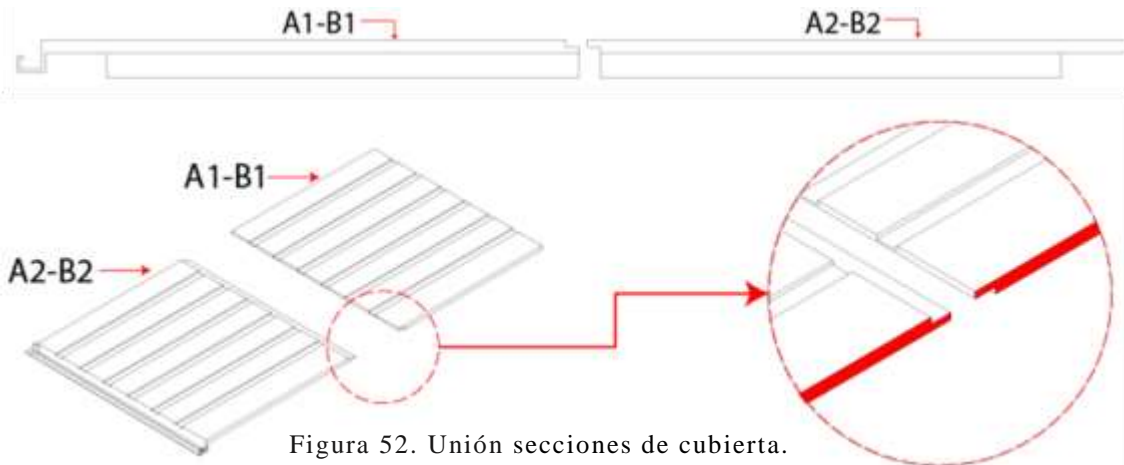 A1-B1
A2-B2
A1-B1
A2-B2
Figura 52. Unión secciones de cubierta.